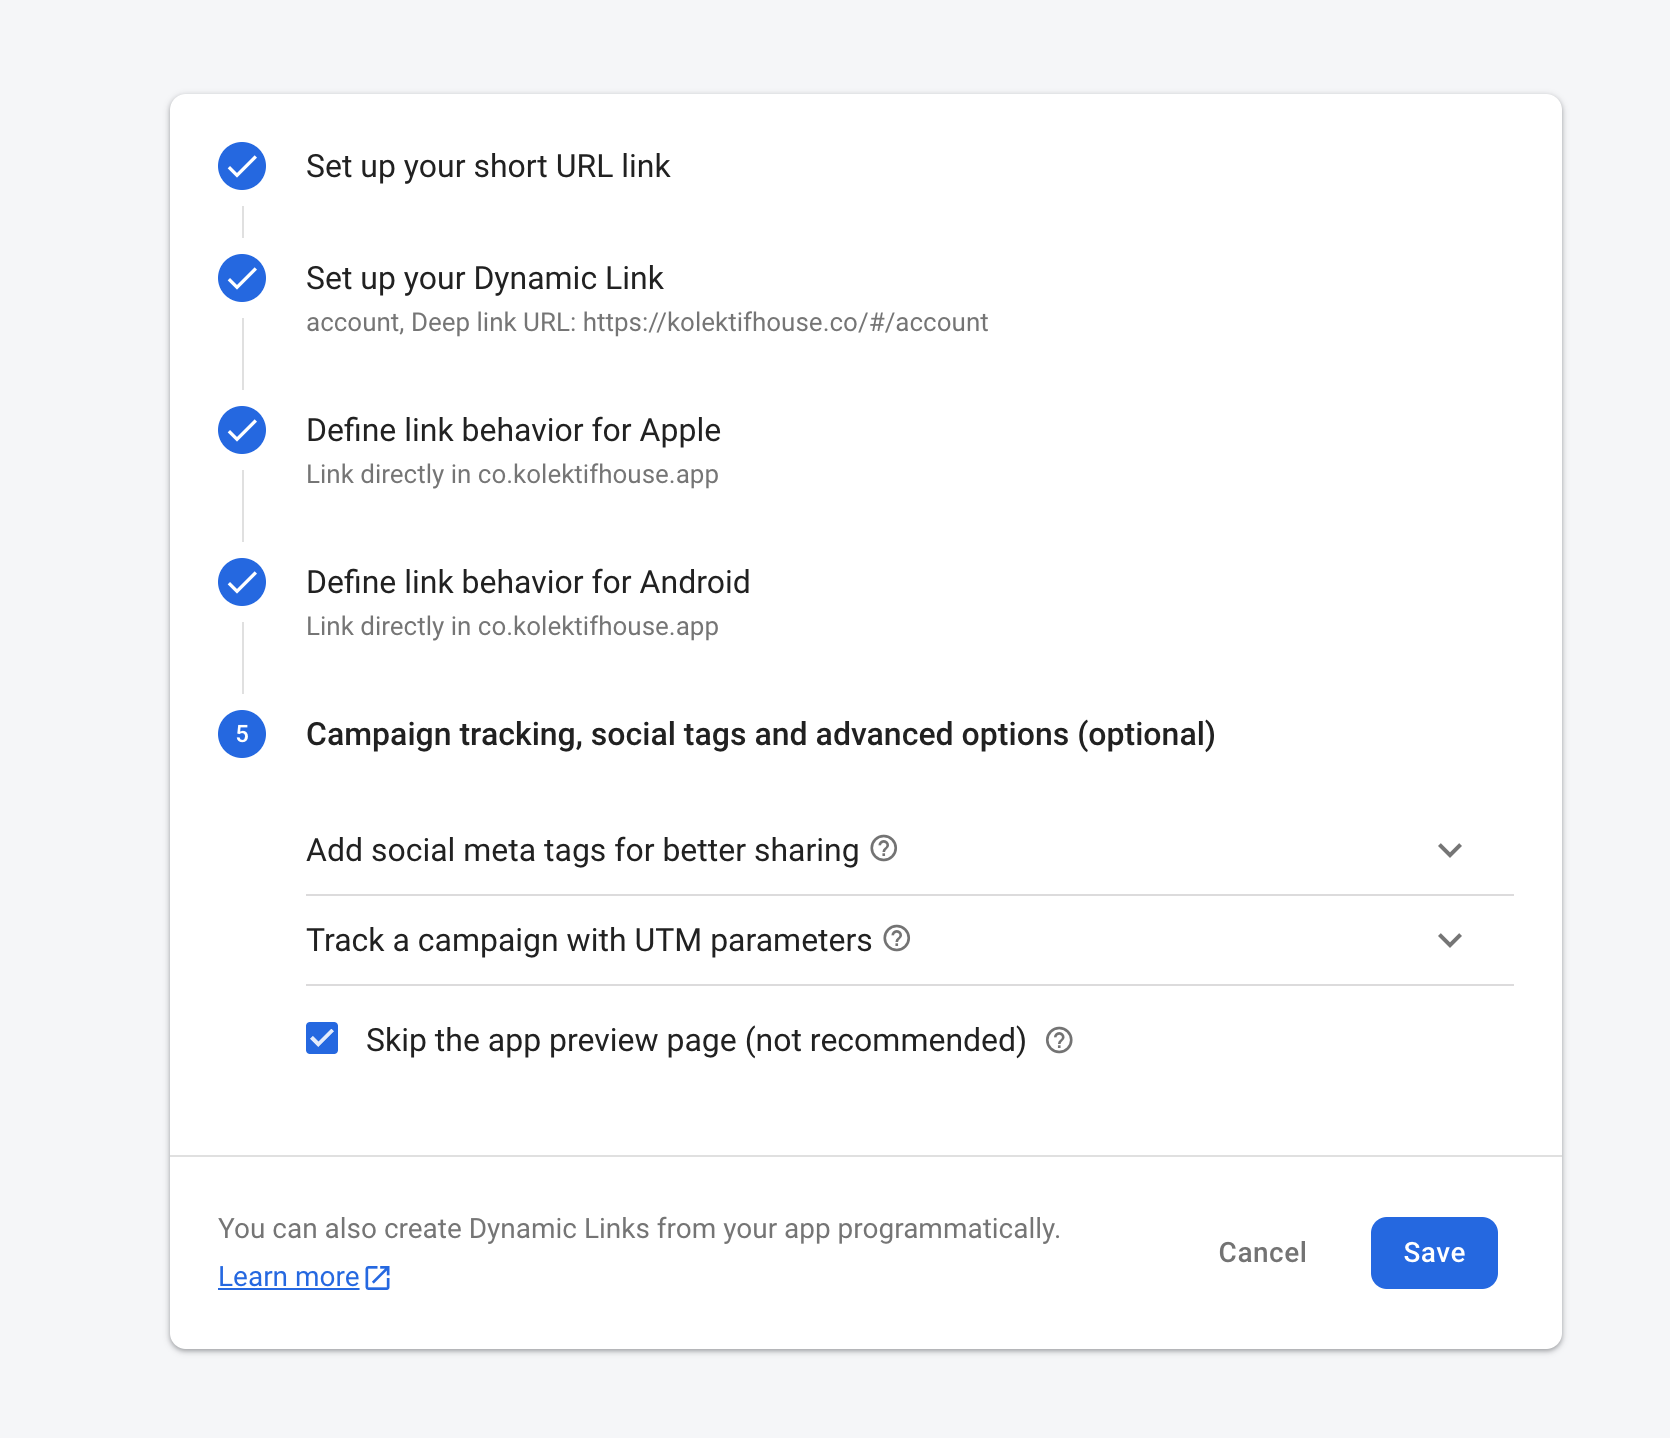 Set up your short URL link
Set up your Dynamic Link
account, Deep link URL: https://kolektifhouse.co/#/account
Define link behavior for Apple
Link directly in co.kolektifhouse.app
Define link behavior for Android
Link directly in co.kolektifhouse.app
5 Campaign tracking, social tags and advanced options (optional)
Add social meta tags for better sharing
Track a campaign with UTM parameters
Skip the app preview page (not recommended)
You can also create Dynamic Links from your app programmatically.
Learn more
Cancel Save